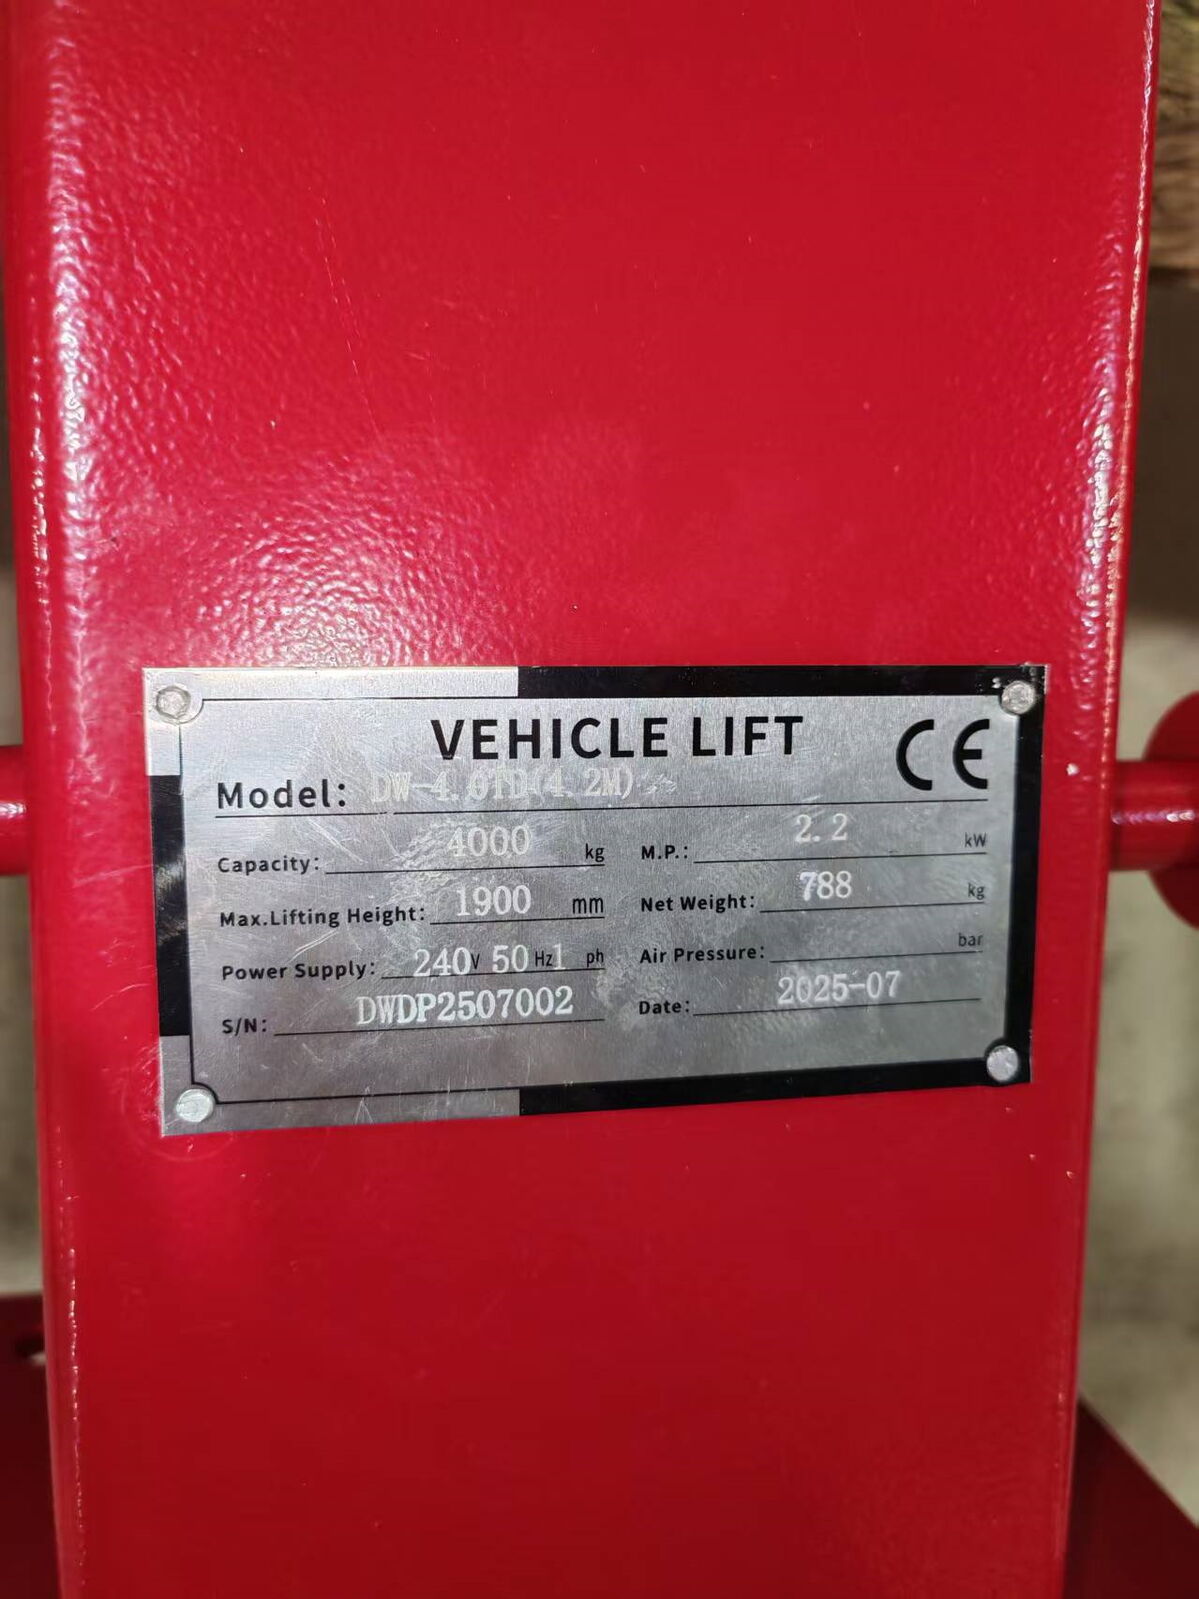 VEHICLE LIFT CE
Model: DW-4.0TD(4.2M)
Capacity: 4000 kg M.P.: 2.2 kW
Max.Lifting Height: 1900 mm Net Weight: 788 kg
Power Supply: 240 V 50 Hz 1 ph Air Pressure: bar
S/N: DWDP2507002 Date: 2025-07